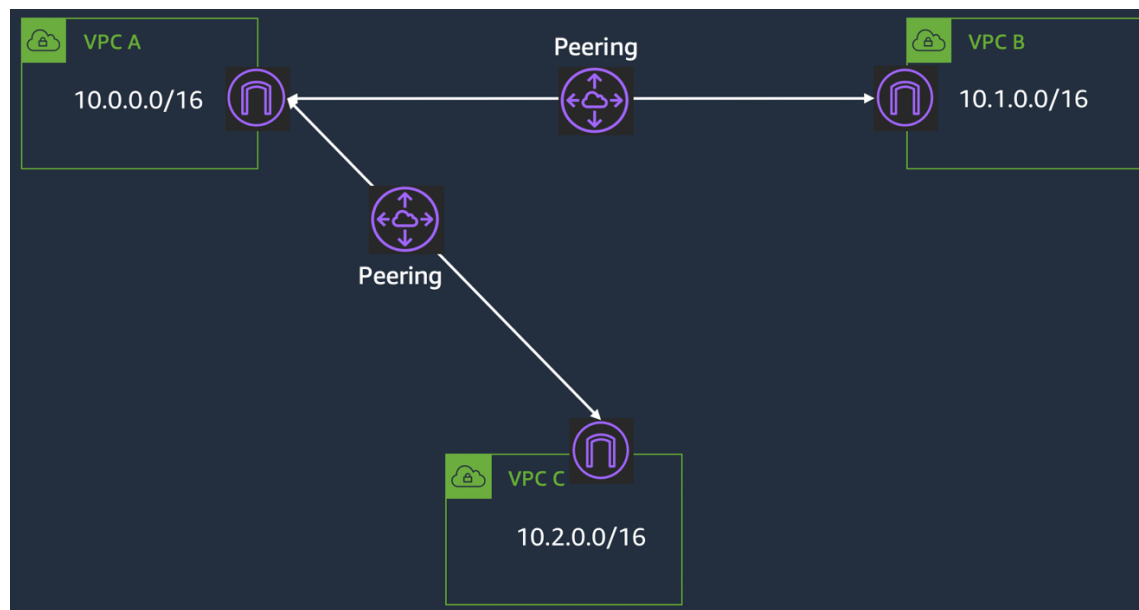 VPC A
10.0.0.0/16
Peering
VPC B
10.1.0.0/16
Peering
VPC C
10.2.0.0/16